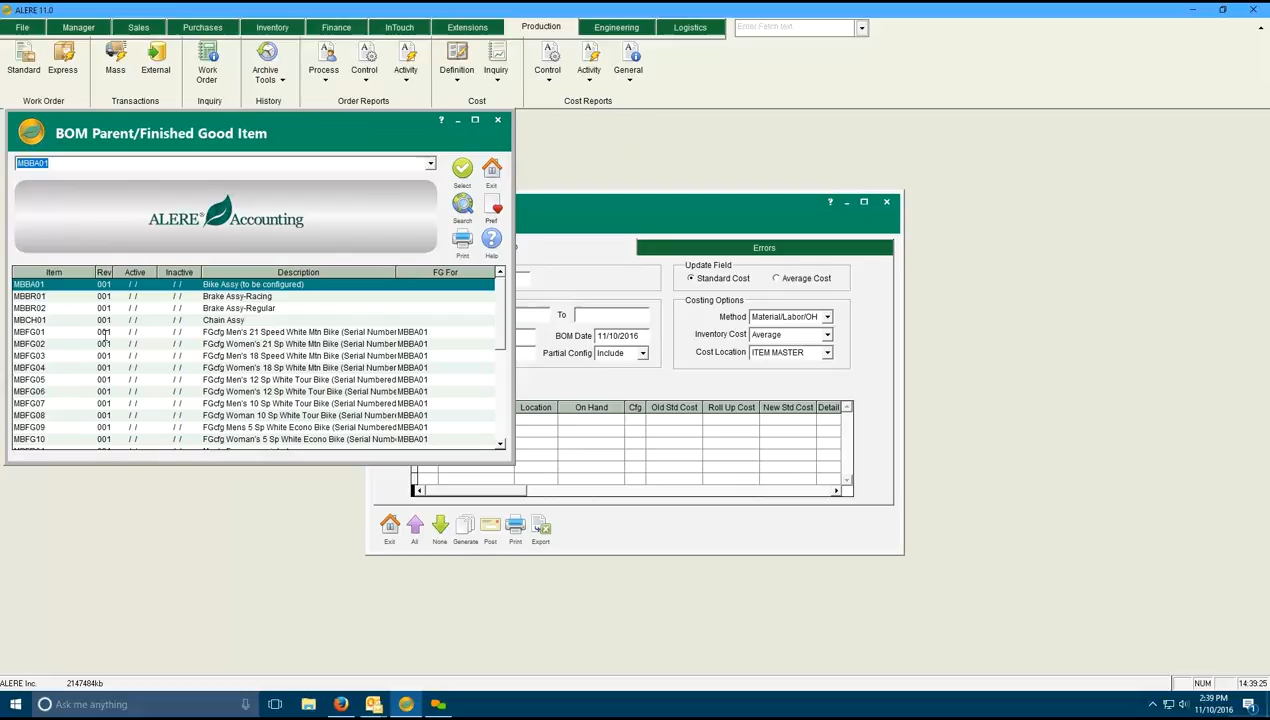 ALERE 11.0
File Manager Sales Purchases Inventory Finance InTouch Extensions Production Engineering Logistics Enter Fetch text
Standard Express Mass External Work Order Archive Tools Process Control Activity Definition Inquiry Control Activity General
Work Order Transactions Inquiry History Order Reports Cost Cost Reports
BOM Parent/Finished Good Item
?
MBBA01
Select Exit
Search Pref
Print Help
ALERE® Accounting
Item Rev Active Inactive Description FG For
MBBA01 001 / / / / Bike Assy (to be configured)
MBBR01 001 / / / / Brake Assy-Racing
MBBR02 001 / / / / Brake Assy-Regular
MBCH01 001 / / / / Chain Assy
MBFG01 001 / / / / FGcfg Men's 21 Speed White Mtn Bike (Serial Number MBBA01
MBFG02 001 / / / / FGcfg Women's 21 Sp White Mtn Bike (Serial Numbe MBBA01
MBFG03 001 / / / / FGcfg Men's 18 Speed White Mtn Bike (Serial Number MBBA01
MBFG04 001 / / / / FGcfg Women's 18 Sp White Mtn Bike (Serial Numbe MBBA01
MBFG05 001 / / / / FGcfg Men's 12 Sp White Tour Bike (Serial Numbered MBBA01
MBFG06 001 / / / / FGcfg Women's 12 Sp White Tour Bike (Serial Numb MBBA01
MBFG07 001 / / / / FGcfg Men's 10 Sp White Tour Bike (Serial Numbered MBBA01
MBFG08 001 / / / / FGcfg Woman 10 Sp White Tour Bike (Serial Number MBBA01
MBFG09 001 / / / / FGcfg Mens 5 Sp White Econo Bike (Serial Numbere MBBA01
MBFG10 001 / / / / FGcfg Woman's 5 Sp White Econo Bike (Serial Numb MBBA01
?
Errors
Update Field
Standard Cost Average Cost
Costing Options
To
BOM Date 11/10/2016
Partial Config Include
Method Material/Labor/OH
Inventory Cost Average
Cost Location ITEM MASTER
Location On Hand Cfg Old Std Cost Roll Up Cost New Std Cost Detail
Exit All None Generate Post Print Export
ALERE Inc. 2147484kb NUM 14:39:25
Ask me anything
2:39 PM
11/10/2016